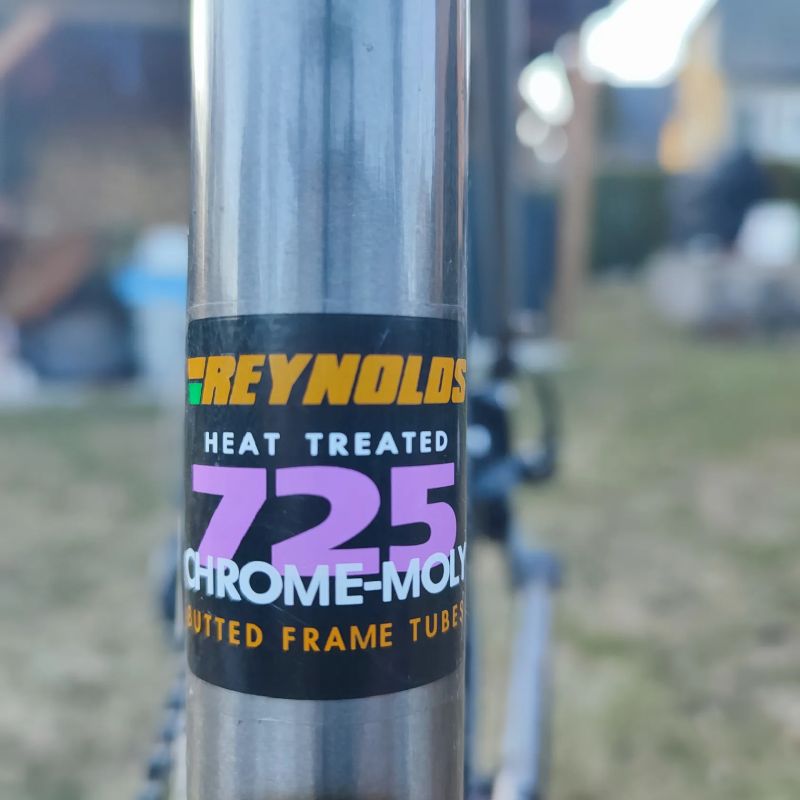 REYNOLDS
HEAT TREATED
725
CHROME-MOLY
BUTTED FRAME TUBES